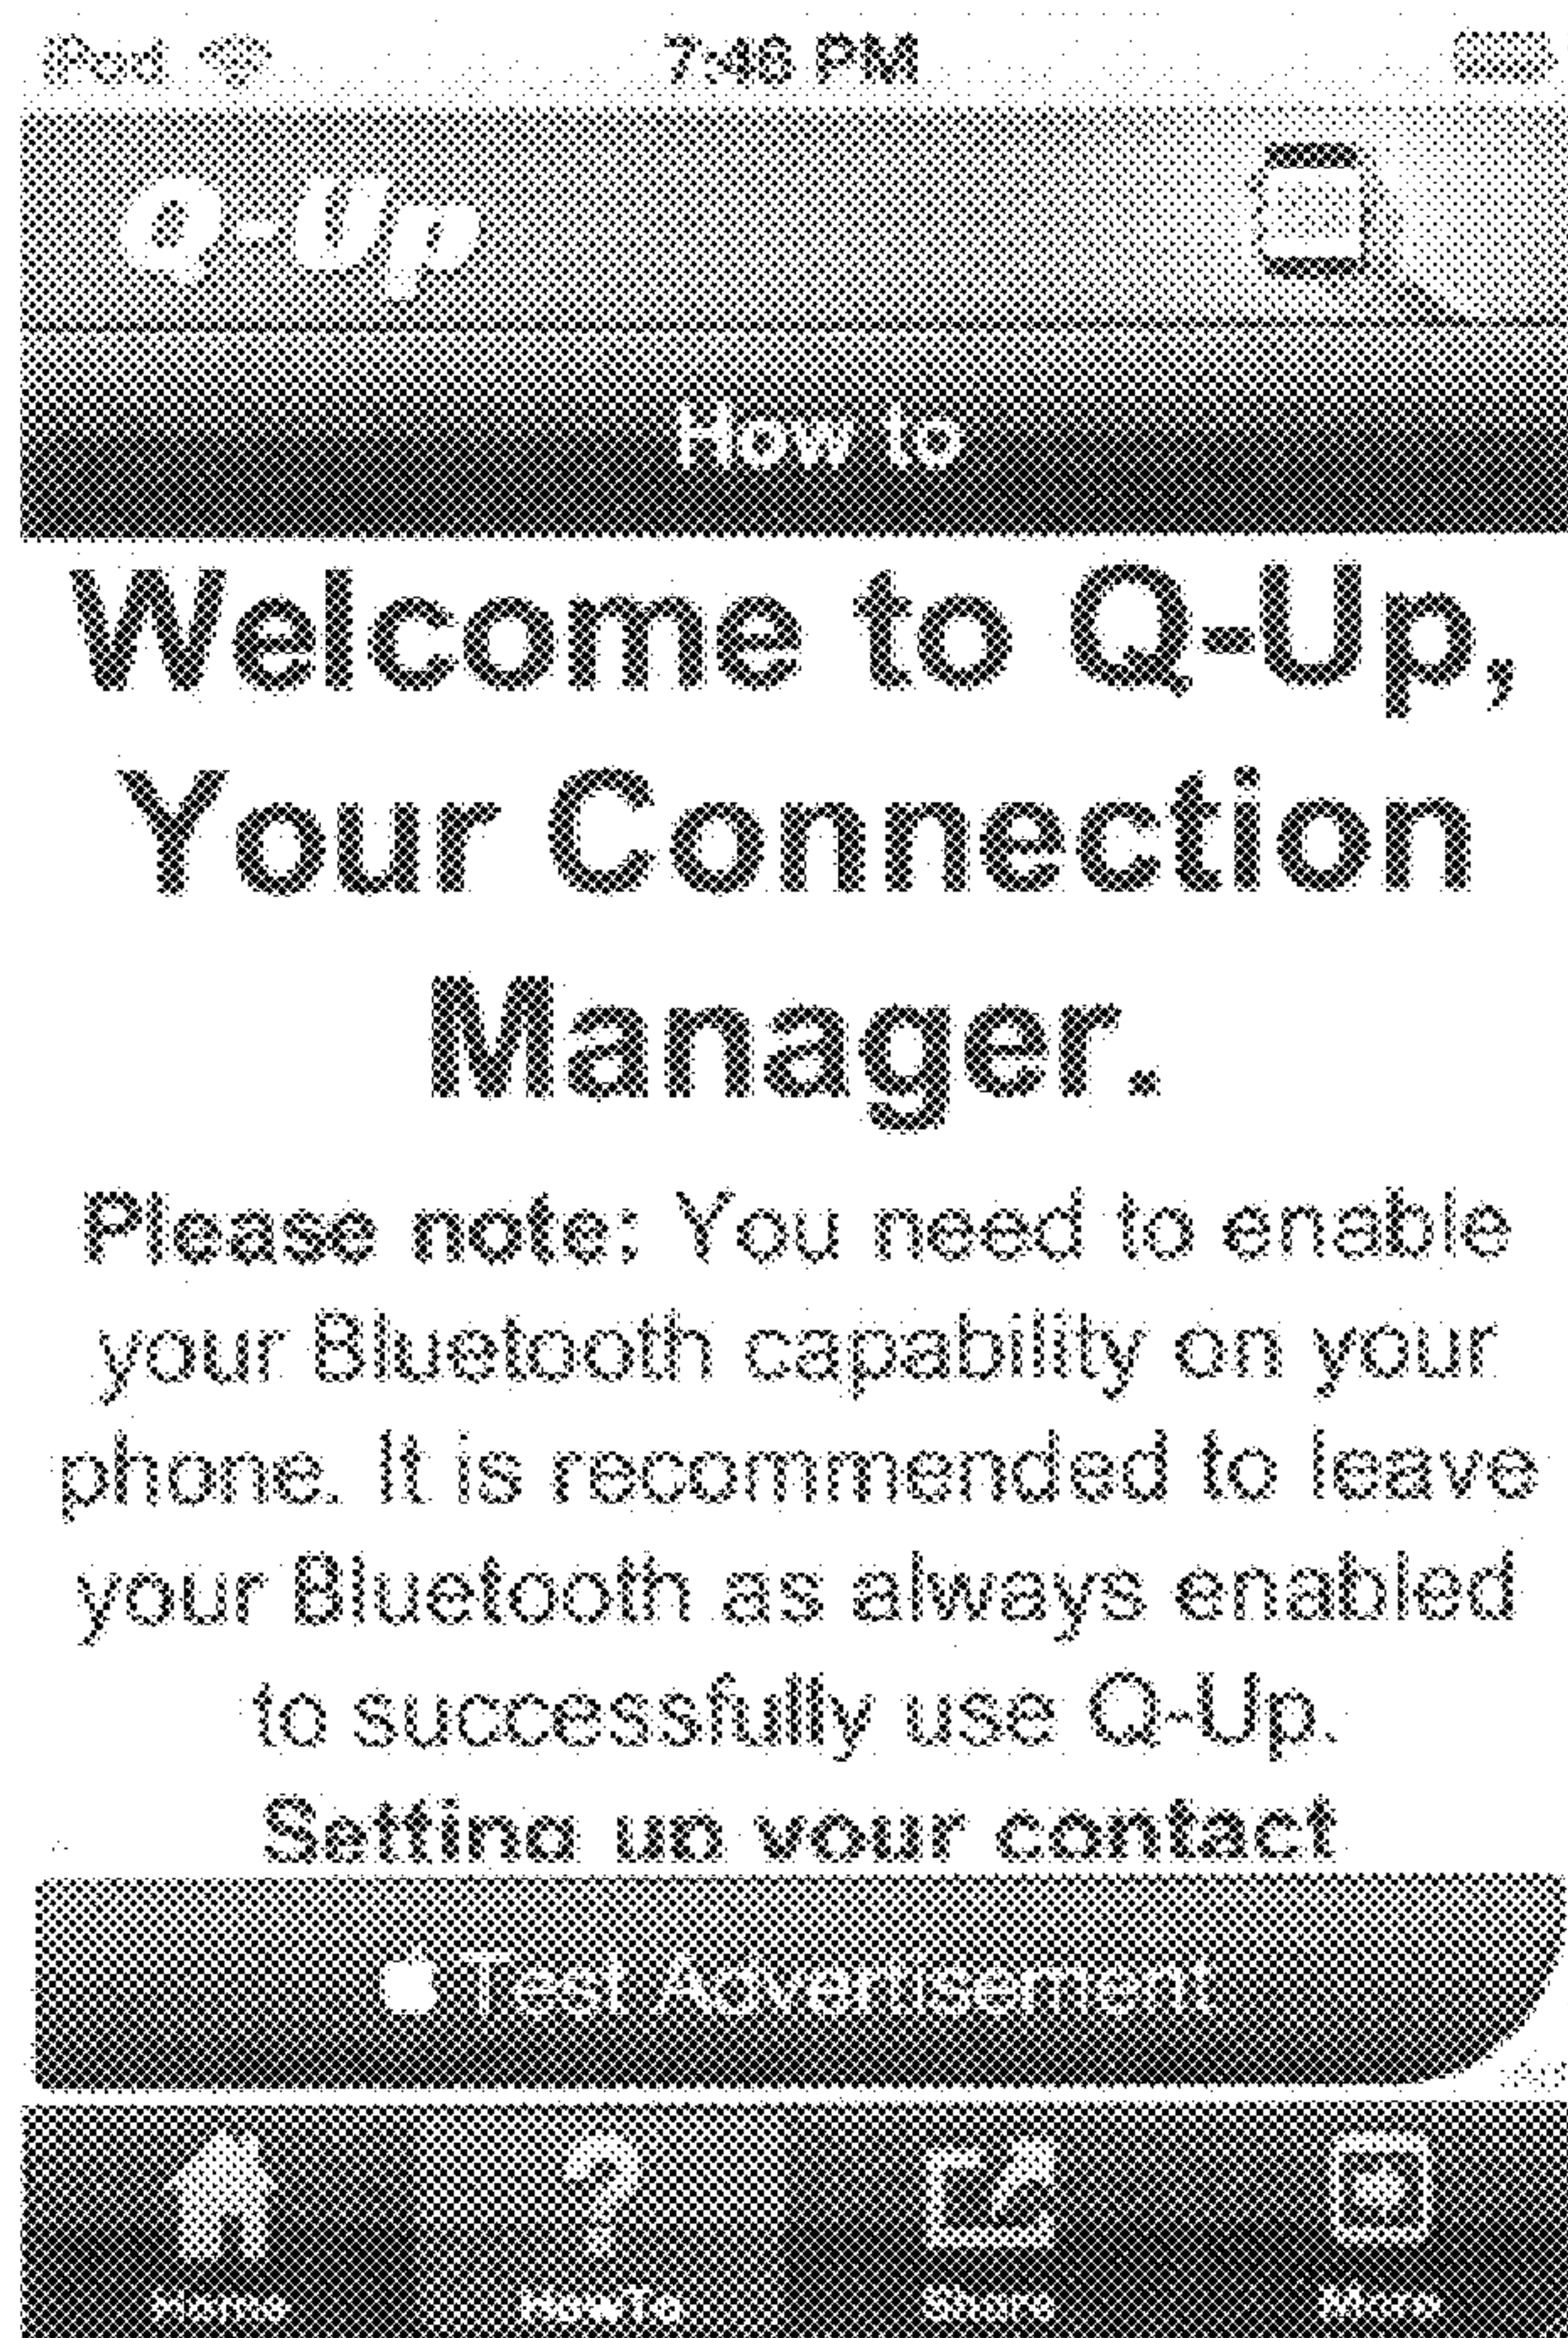 iPod 7:46 PM
Q-Up
How to
Welcome to Q-Up,
Your Connection
Manager.
Please note: You need to enable
your Bluetooth capability on your
phone. It is recommended to leave
your Bluetooth as always enabled
to successfully use Q-Up.
Setting up your contact
Test Advertisement
Home HowTo Share More